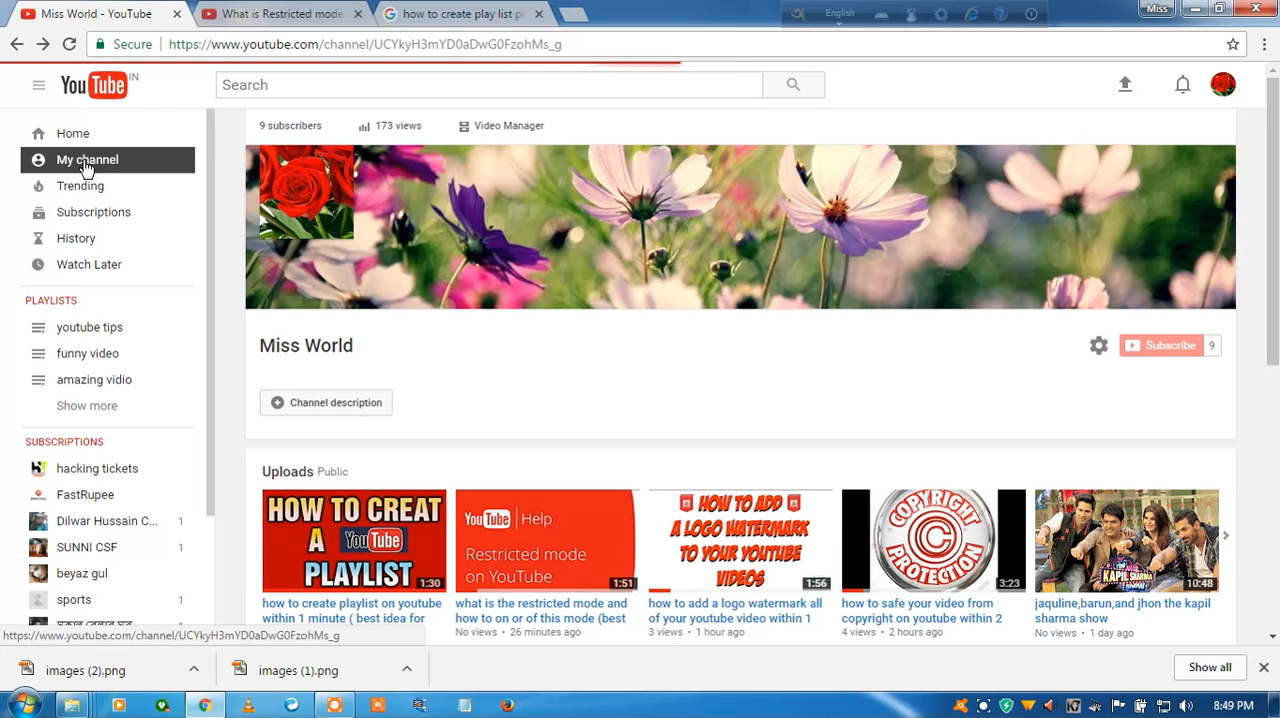 Miss World - YouTube
What is Restricted mode
how to create play list p
English
Miss
Secure
https://www.youtube.com/channel/UCYkyH3mYD0aDwG0FzohMs_g
YouTube IN
Search
Home
My channel
Trending
Subscriptions
History
Watch Later
PLAYLISTS
youtube tips
funny video
amazing vidio
Show more
SUBSCRIPTIONS
hacking tickets
FastRupee
Dilwar Hussain C... 1
SUNNI CSF 1
beyaz gul
sports 1
9 subscribers
173 views
Video Manager
Miss World
Subscribe 9
Channel description
Uploads Public
HOW TO CREAT
A YouTube
PLAYLIST
1:30
how to create playlist on youtube
within 1 minute ( best idea for
YouTube Help
Restricted mode
on YouTube
1:51
what is the restricted mode and
how to on or of this mode (best
No views • 26 minutes ago
HOW TO ADD
A LOGO WATERMARK
TO YOUR YOUTUBE
VIDEOS
1:56
how to add a logo watermark all
of your youtube video within 1
3 views • 1 hour ago
COPYRIGHT
C
PROTECTION
3:23
how to safe your video from
copyright on youtube within 2
4 views • 2 hours ago
KAPIL SHARMA
10:48
jaquline,barun,and jhon the kapil
sharma show
No views • 1 day ago
https://www.youtube.com/channel/UCYkyH3mYD0aDwG0FzohMs_g
images (2).png
images (1).png
Show all
8:49 PM